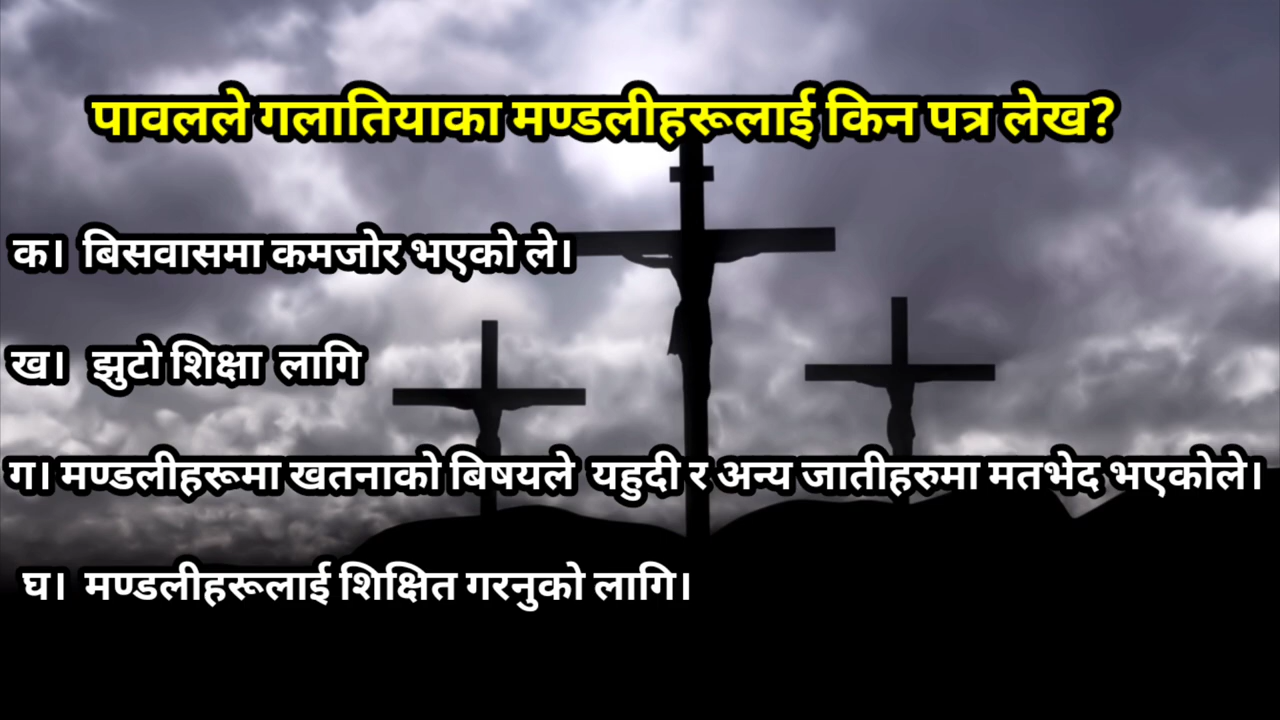 पावलले गलातियाका मण्डलीहरूलाई किन पत्र लेख?
क। बिसवासमा कमजोर भएको ले।
ख। झुटो शिक्षा लागि
ग। मण्डलीहरूमा खतनाको बिषयले यहुदी र अन्य जातीहरुमा मतभेद भएकोले।
घ। मण्डलीहरूलाई शिक्षित गरनुको लागि।